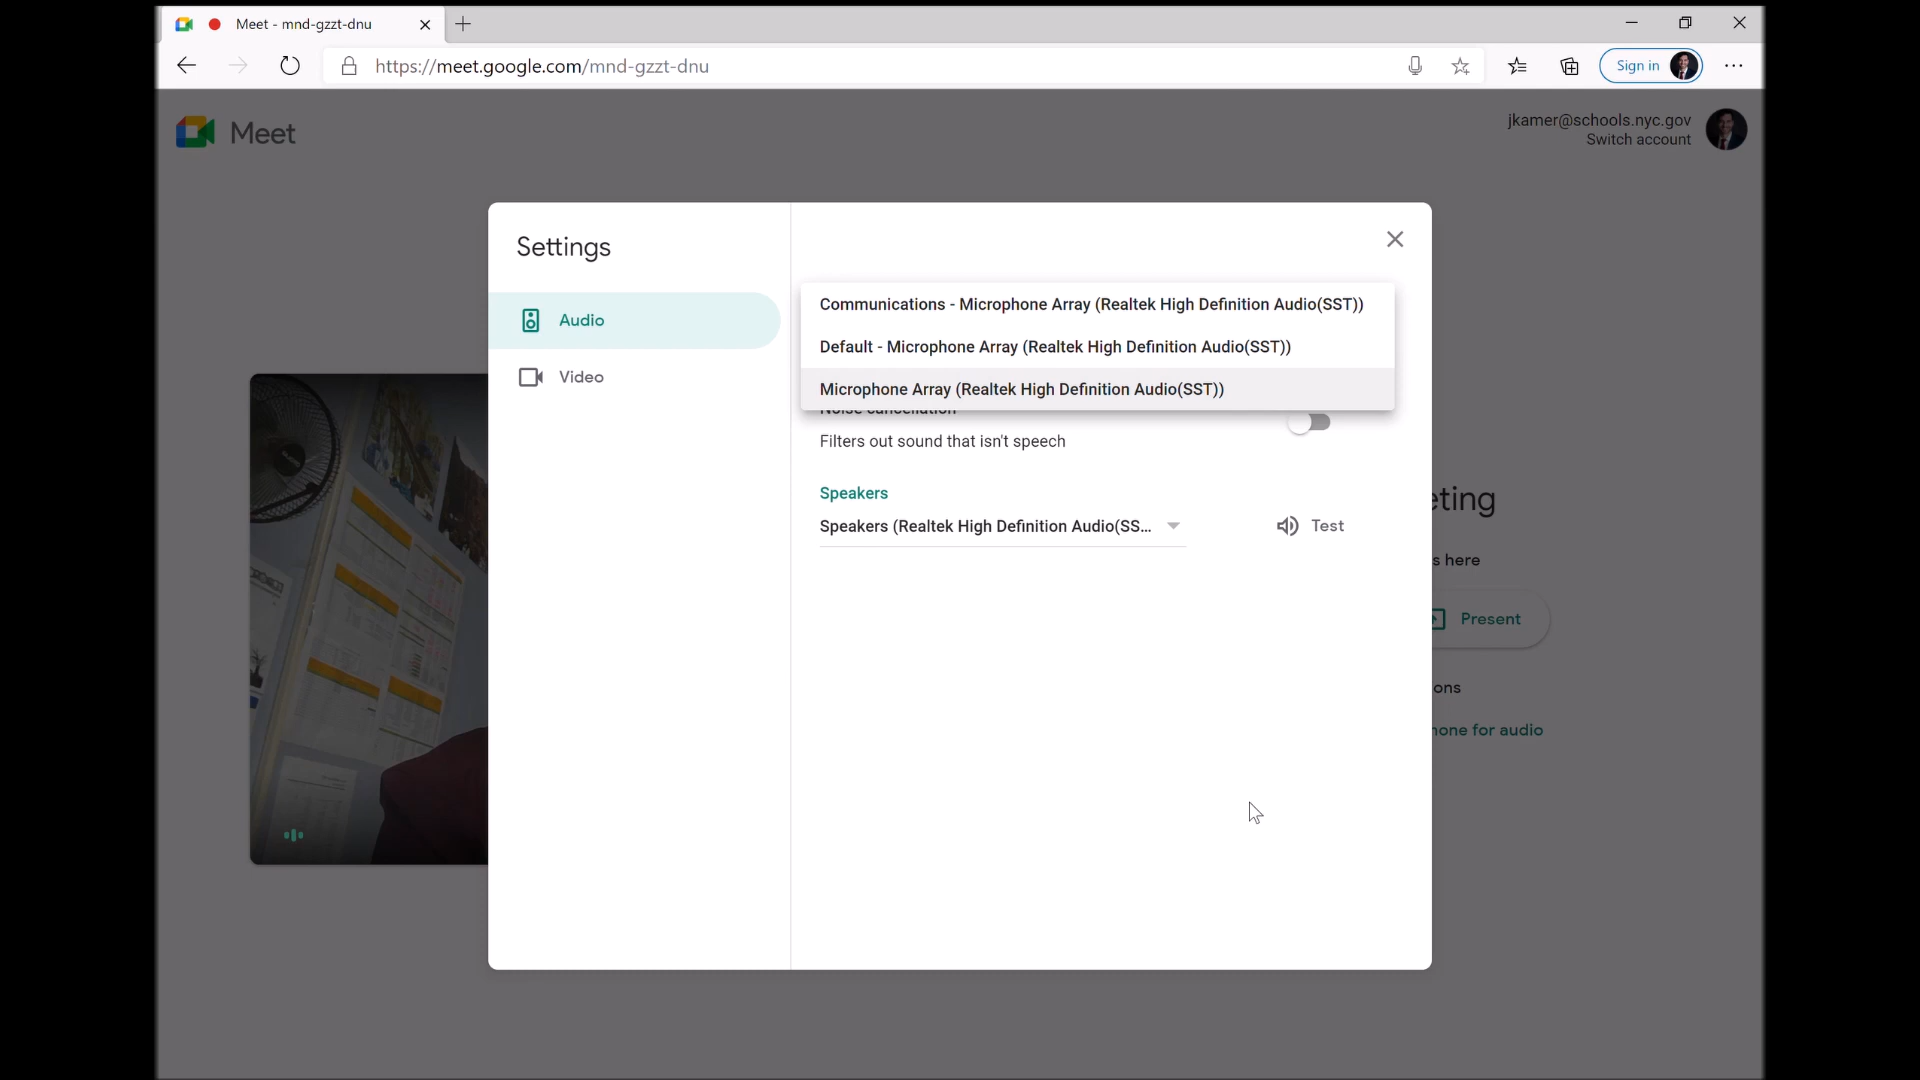 Meet - mnd-gzzt-dnu
https://meet.google.com/mnd-gzzt-dnu
Sign in
Meet
jkamer@schools.nyc.gov
Switch account
Settings
Audio
Video
Communications - Microphone Array (Realtek High Definition Audio(SST))
Default - Microphone Array (Realtek High Definition Audio(SST))
Microphone Array (Realtek High Definition Audio(SST))
Noise cancellation
Filters out sound that isn't speech
Speakers
Speakers (Realtek High Definition Audio(SS...
Test
eting
s here
Present
ons
hone for audio